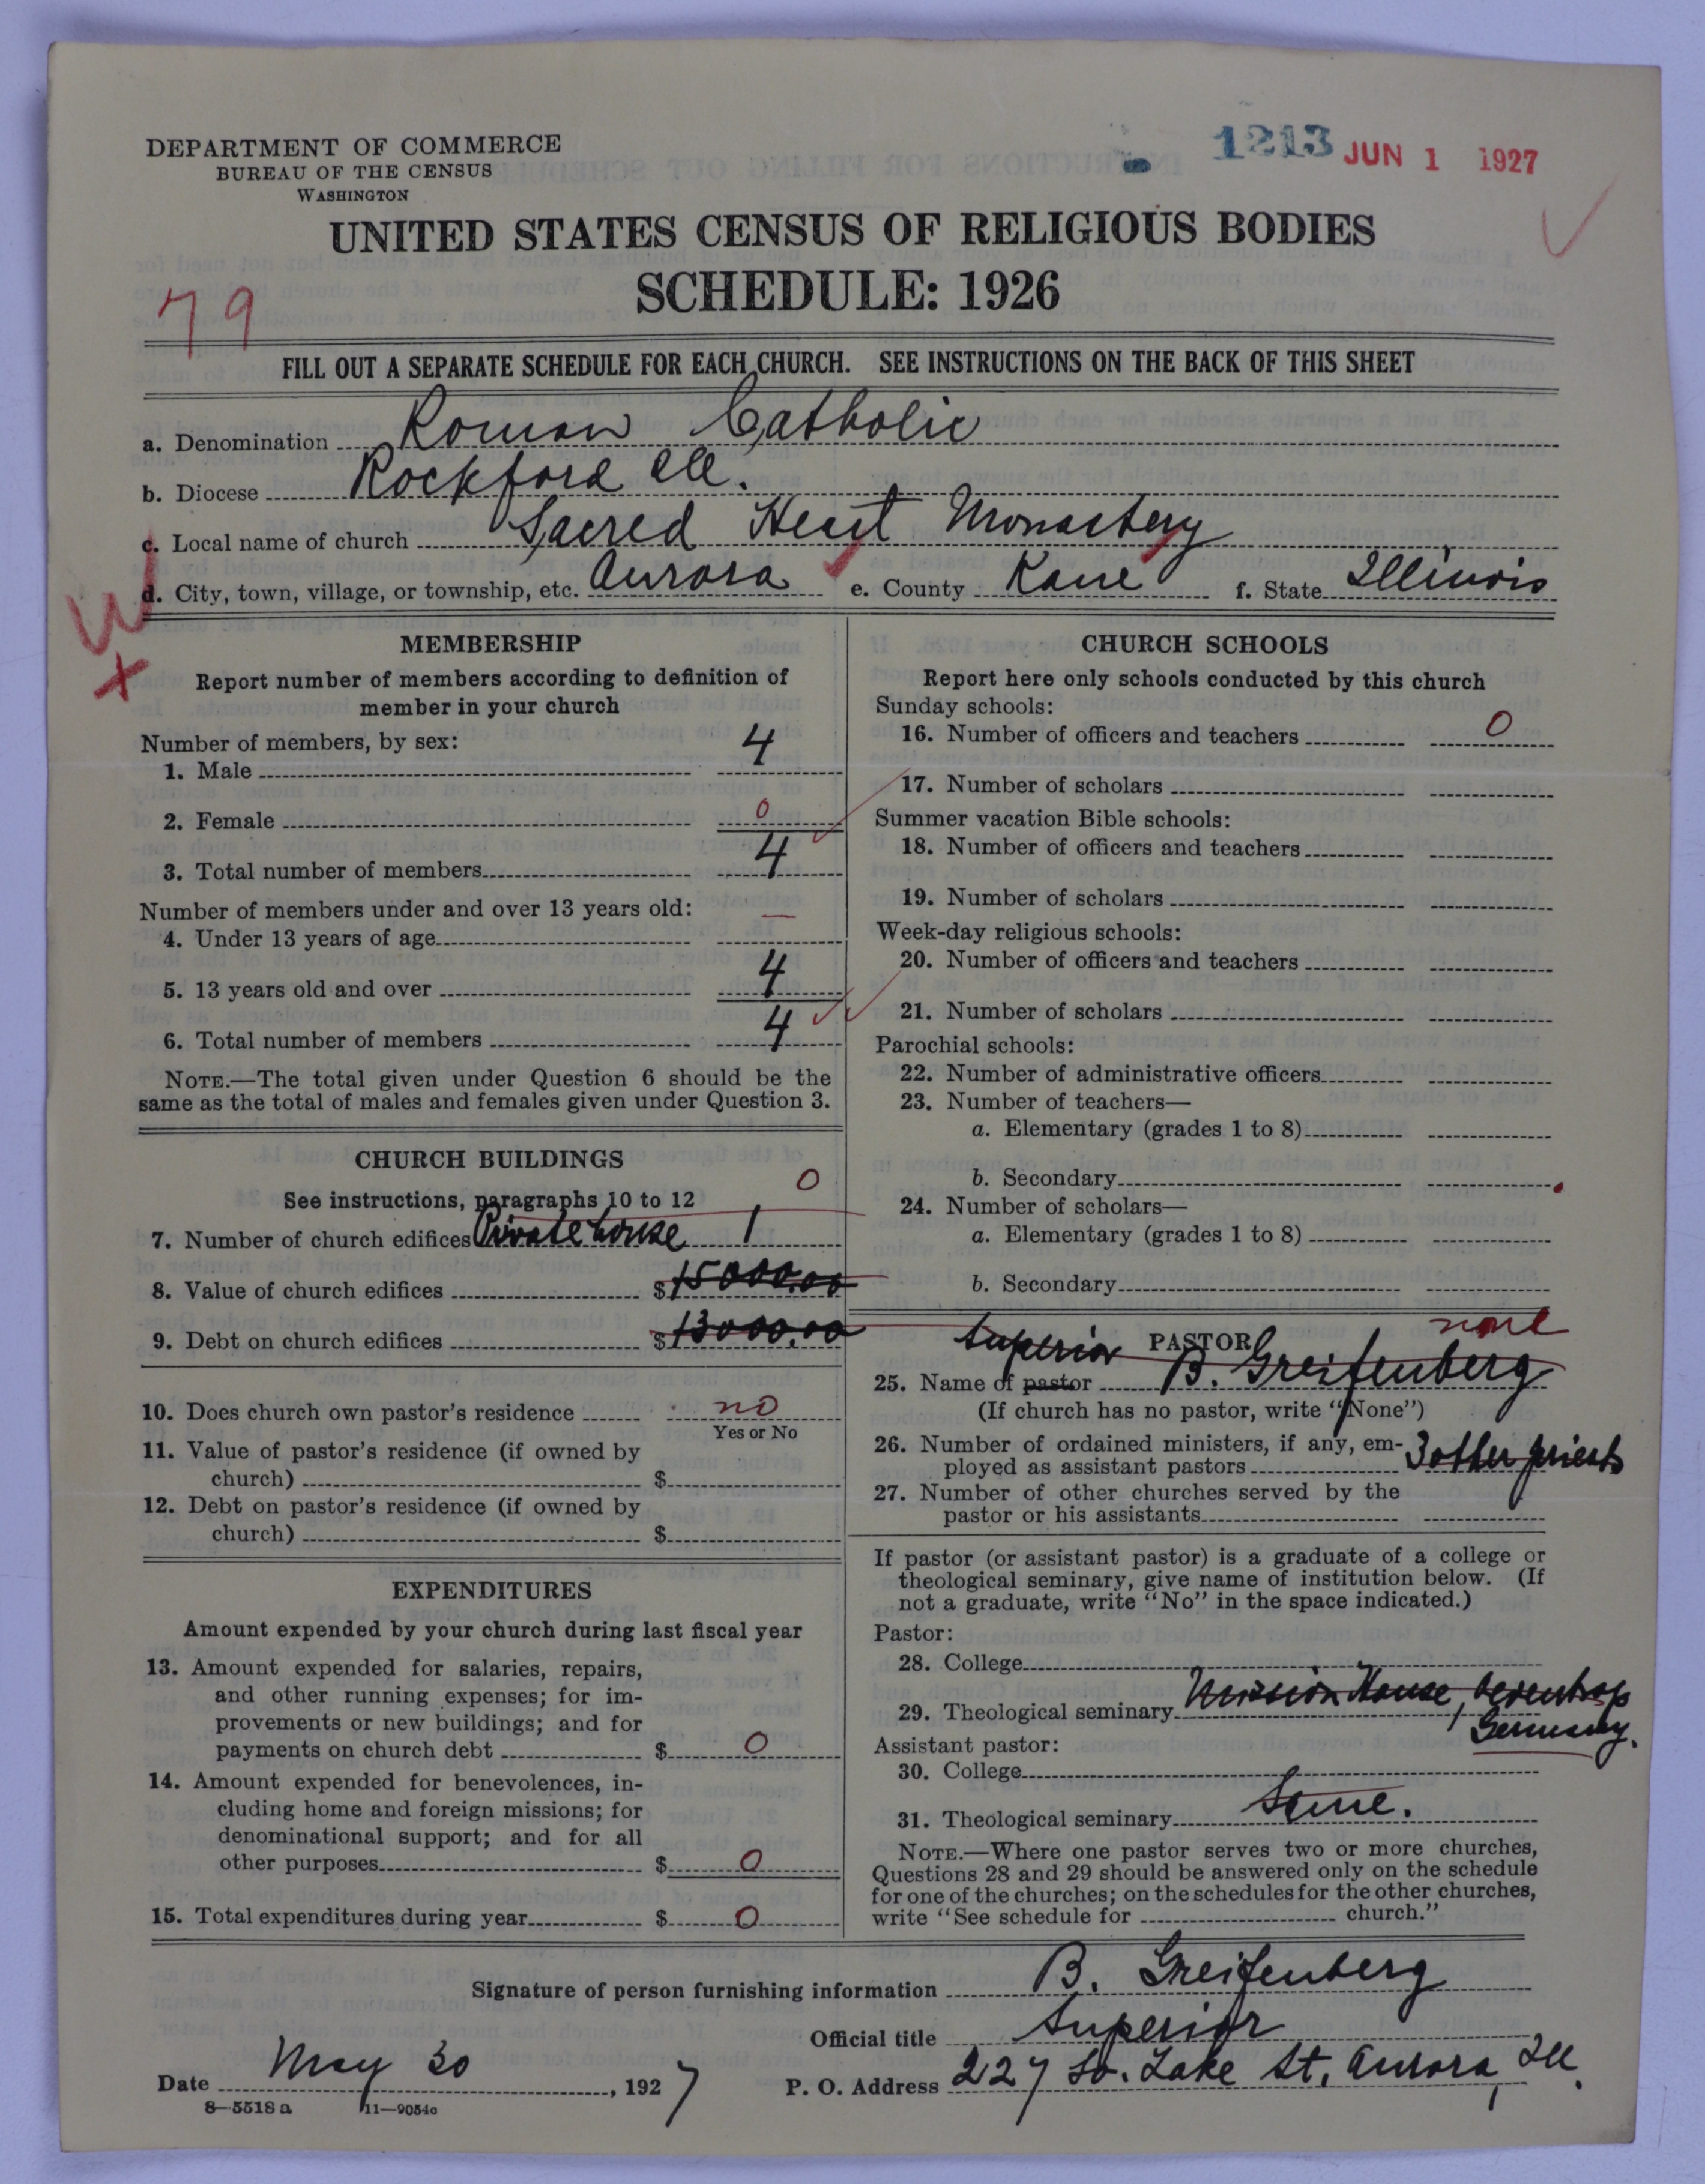 DEPARTMENT OF COMMERCE
BUREAU OF THE CENSUS
WASHINGTON
1213 JUN 1 1927
UNITED STATES CENSUS OF RELIGIOUS BODIES
SCHEDULE: 1926
79
FILL OUT A SEPARATE SCHEDULE FOR EACH CHURCH. SEE INSTRUCTIONS ON THE BACK OF THIS SHEET
a. Denomination Roman Catholic
b. Diocese Rockford Ill.
c. Local name of church Sacred Heart Monastery
d. City, town, village, or township, etc. Aurora e. County Kane f. State Illinois
MEMBERSHIP
Report number of members according to definition of
member in your church
Number of members, by sex:
1. Male 4
2. Female 0
3. Total number of members 4
Number of members under and over 13 years old:
4. Under 13 years of age —
5. 13 years old and over 4
6. Total number of members 4
NOTE.—The total given under Question 6 should be the
same as the total of males and females given under Question 3.
CHURCH BUILDINGS
See instructions, paragraphs 10 to 12 0
7. Number of church edifices Private house 1
8. Value of church edifices $15000.00
9. Debt on church edifices $13000.00
10. Does church own pastor's residence no
Yes or No
11. Value of pastor's residence (if owned by
church) $
12. Debt on pastor's residence (if owned by
church) $
EXPENDITURES
Amount expended by your church during last fiscal year
13. Amount expended for salaries, repairs,
and other running expenses; for im-
provements or new buildings; and for
payments on church debt $ 0
14. Amount expended for benevolences, in-
cluding home and foreign missions; for
denominational support; and for all
other purposes $ 0
15. Total expenditures during year $ 0
CHURCH SCHOOLS
Report here only schools conducted by this church
Sunday schools:
16. Number of officers and teachers 0
17. Number of scholars
Summer vacation Bible schools:
18. Number of officers and teachers
19. Number of scholars
Week-day religious schools:
20. Number of officers and teachers
21. Number of scholars
Parochial schools:
22. Number of administrative officers
23. Number of teachers—
a. Elementary (grades 1 to 8)
b. Secondary
24. Number of scholars—
a. Elementary (grades 1 to 8)
b. Secondary
Superior PASTOR none
25. Name of pastor B. Greifenberg
(If church has no pastor, write "None")
26. Number of ordained ministers, if any, em-
ployed as assistant pastors 3 other priests
27. Number of other churches served by the
pastor or his assistants
If pastor (or assistant pastor) is a graduate of a college or
theological seminary, give name of institution below. (If
not a graduate, write "No" in the space indicated.)
Pastor:
28. College
29. Theological seminary Mission House,
Germany.
Assistant pastor:
30. College
31. Theological seminary Same.
NOTE.—Where one pastor serves two or more churches,
Questions 28 and 29 should be answered only on the schedule
for one of the churches; on the schedules for the other churches,
write "See schedule for church."
Signature of person furnishing information B. Greifenberg
Official title Superior
Date May 30, 1927 P. O. Address 227 So. Lake St. Aurora, Ill.
8—5518 a 11—9054c